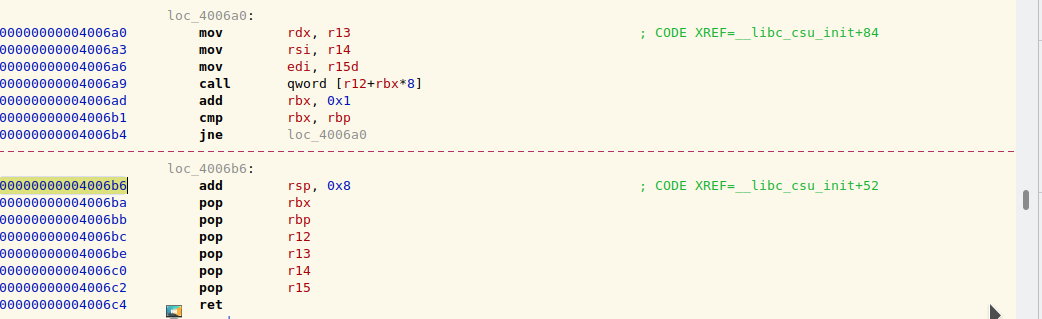 loc_4006a0:
00000000004006a0 mov rdx, r13 ; CODE XREF=__libc_csu_init+84
00000000004006a3 mov rsi, r14
00000000004006a6 mov edi, r15d
00000000004006a9 call qword [r12+rbx*8]
00000000004006ad add rbx, 0x1
00000000004006b1 cmp rbx, rbp
00000000004006b4 jne loc_4006a0
loc_4006b6:
00000000004006b6 add rsp, 0x8 ; CODE XREF=__libc_csu_init+52
00000000004006ba pop rbx
00000000004006bb pop rbp
00000000004006bc pop r12
00000000004006be pop r13
00000000004006c0 pop r14
00000000004006c2 pop r15
00000000004006c4 ret